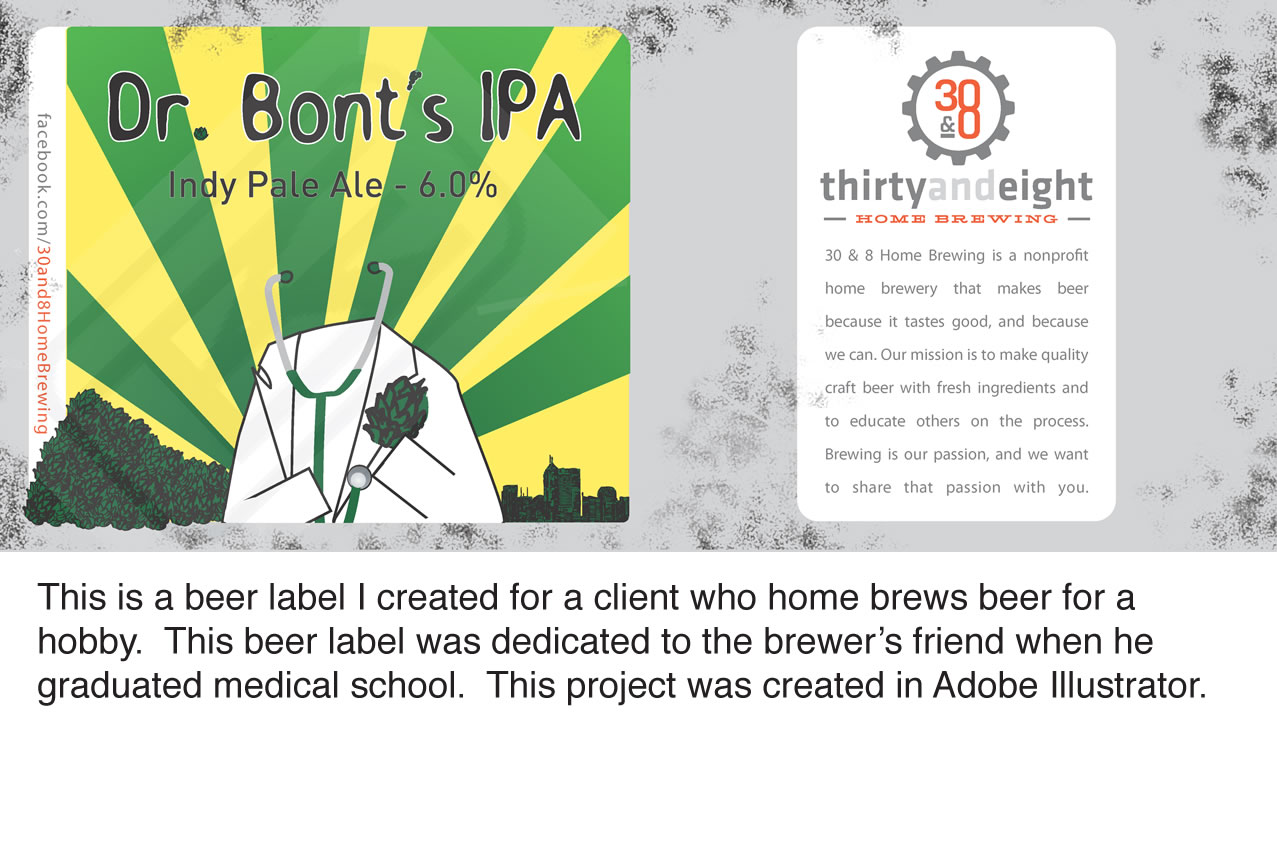 Dr. Bont's IPA
Indy Pale Ale - 6.0%
facebook.com/30and8HomeBrewing
30
&8
thirtyandeight
HOME BREWING
30 & 8 Home Brewing is a nonprofit
home brewery that makes beer
because it tastes good, and because
we can. Our mission is to make quality
craft beer with fresh ingredients and
to educate others on the process.
Brewing is our passion, and we want
to share that passion with you.
This is a beer label I created for a client who home brews beer for a
hobby.  This beer label was dedicated to the brewer’s friend when he
graduated medical school.  This project was created in Adobe Illustrator.